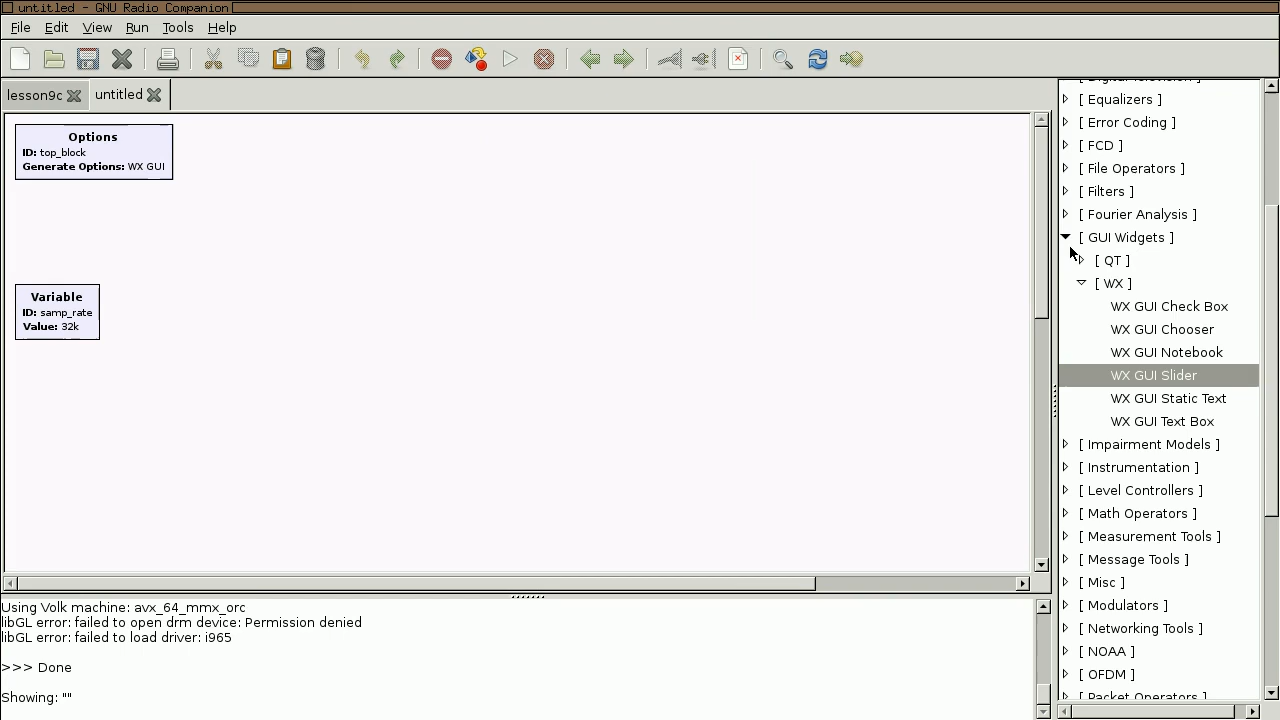 untitled - GNU Radio Companion
File Edit View Run Tools Help
lesson9c untitled
Options
ID: top_block
Generate Options: WX GUI
Variable
ID: samp_rate
Value: 32k
Using Volk machine: avx_64_mmx_orc
libGL error: failed to open drm device: Permission denied
libGL error: failed to load driver: i965
>>> Done
Showing: ""
[ Digital Television ]
[ Equalizers ]
[ Error Coding ]
[ FCD ]
[ File Operators ]
[ Filters ]
[ Fourier Analysis ]
[ GUI Widgets ]
[ QT ]
[ WX ]
WX GUI Check Box
WX GUI Chooser
WX GUI Notebook
WX GUI Slider
WX GUI Static Text
WX GUI Text Box
[ Impairment Models ]
[ Instrumentation ]
[ Level Controllers ]
[ Math Operators ]
[ Measurement Tools ]
[ Message Tools ]
[ Misc ]
[ Modulators ]
[ Networking Tools ]
[ NOAA ]
[ OFDM ]
[ Packet Operators ]